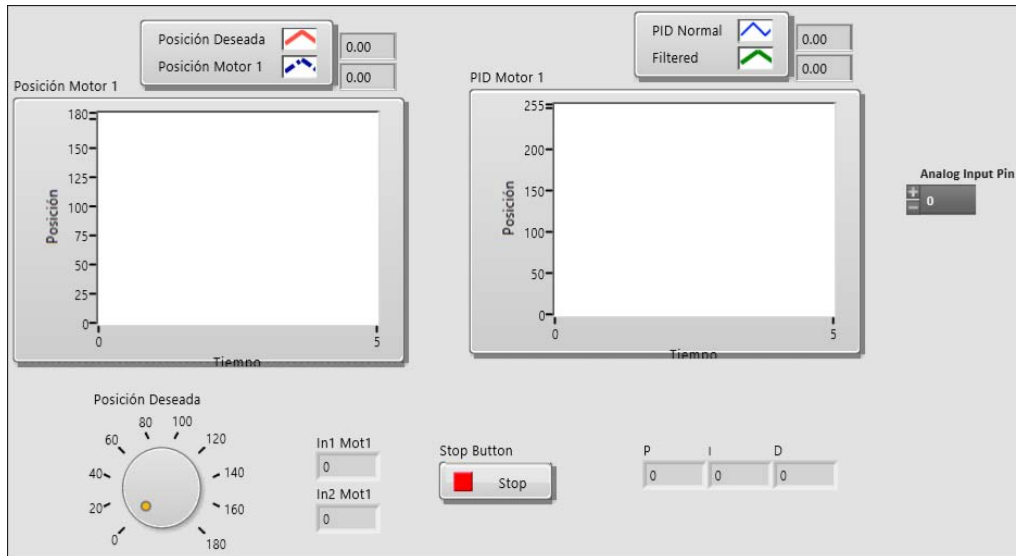 Posición Deseada
0.00
Posición Motor 1
0.00
PID Normal
0.00
Filtered
0.00
Posición Motor 1
180
150
125
100
75
50
25
0
Posición
0
5
Tiempo
PID Motor 1
255
200
150
100
50
0
Posición
0
5
Tiempo
Analog Input Pin
0
Posición Deseada
0
20
40
60
80
100
120
140
160
180
In1 Mot1
0
In2 Mot1
0
Stop Button
Stop
P I D
0 0 0